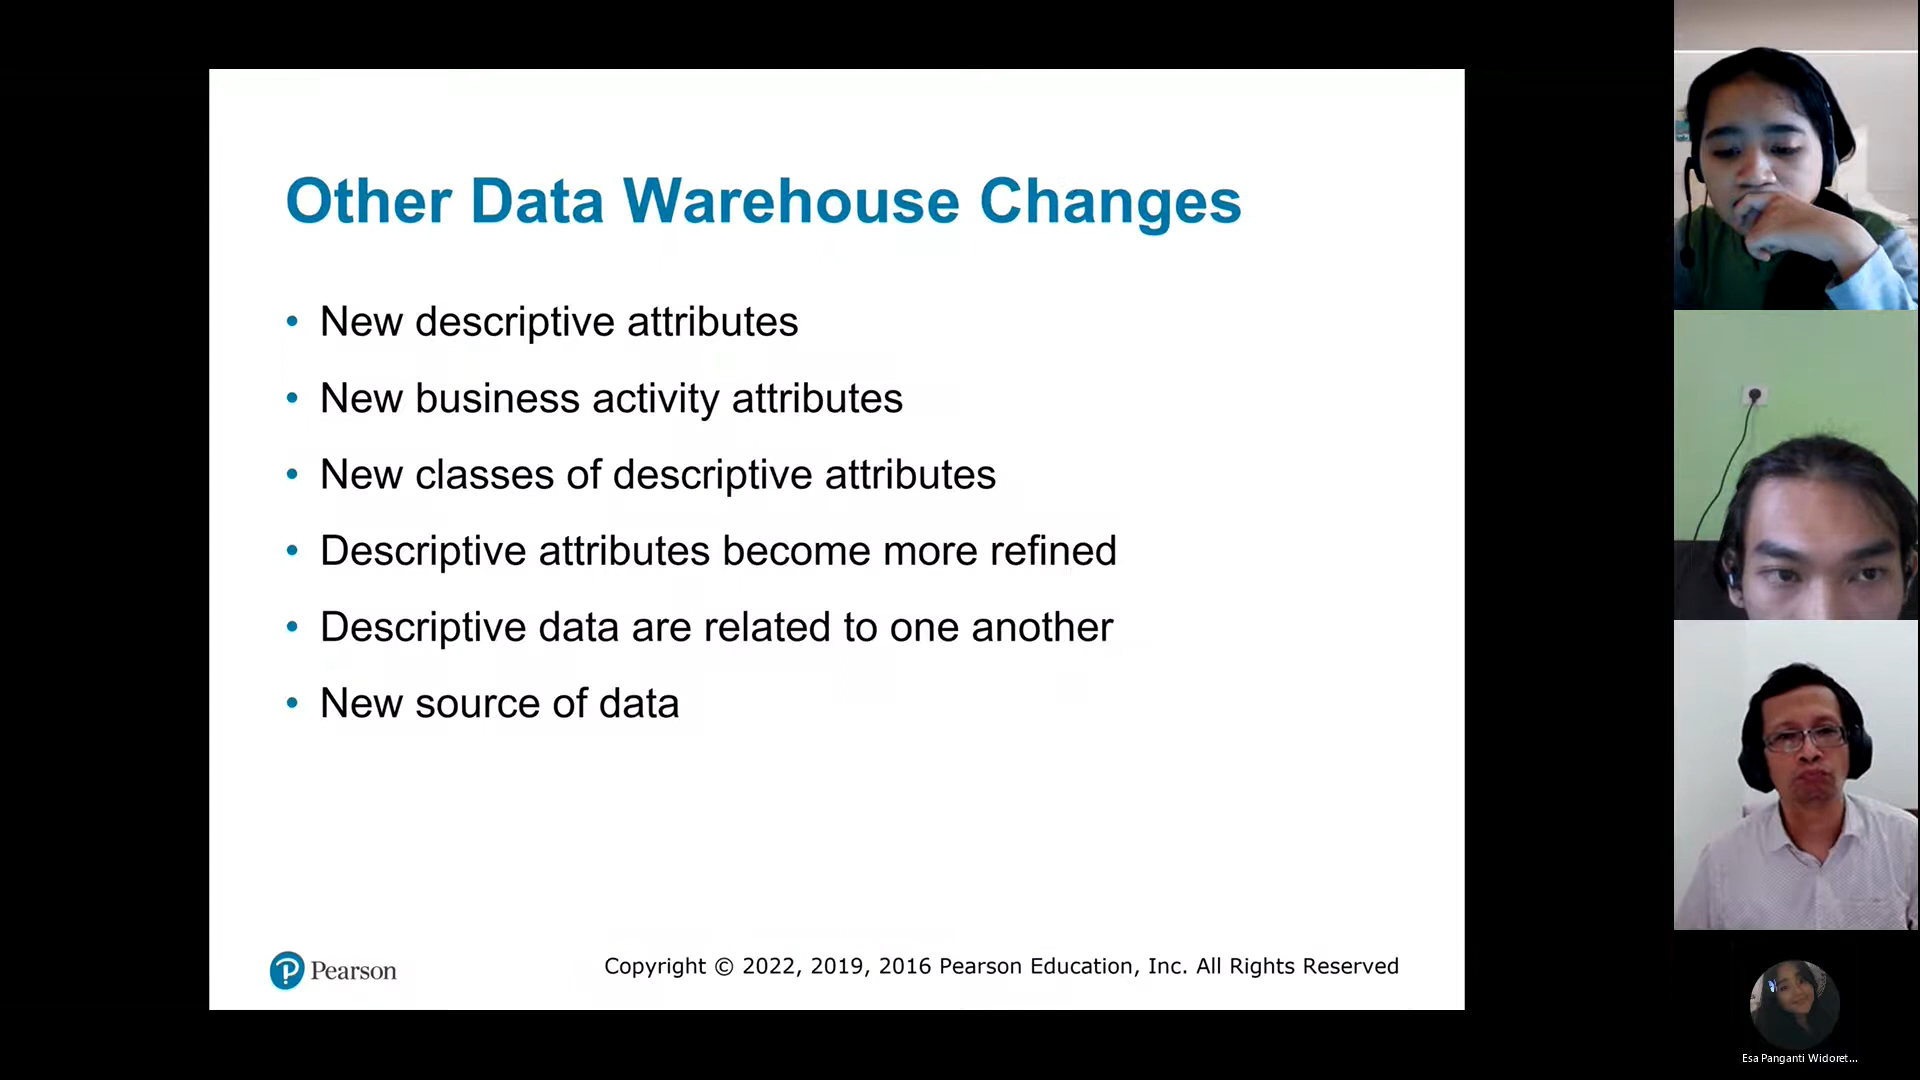 Other Data Warehouse Changes
• New descriptive attributes
• New business activity attributes
• New classes of descriptive attributes
• Descriptive attributes become more refined
• Descriptive data are related to one another
• New source of data
Pearson
Copyright © 2022, 2019, 2016 Pearson Education, Inc. All Rights Reserved
Esa Panganti Widoret...